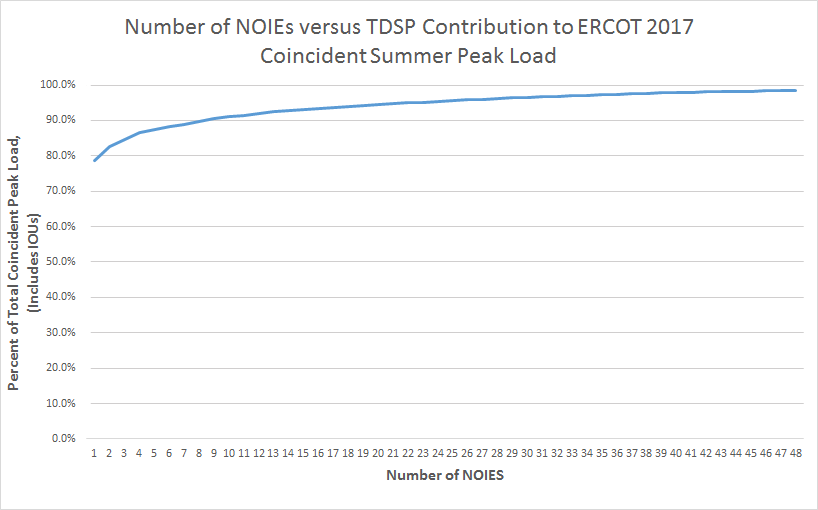 Number of NOIEs versus TDSP Contribution to ERCOT 2017
Coincident Summer Peak Load
Percent of Total Coincident Peak Load,
(Includes IOUs)
100.0%
90.0%
80.0%
70.0%
60.0%
50.0%
40.0%
30.0%
20.0%
10.0%
0.0%
1 2 3 4 5 6 7 8 9 10 11 12 13 14 15 16 17 18 19 20 21 22 23 24 25 26 27 28 29 30 31 32 33 34 35 36 37 38 39 40 41 42 43 44 45 46 47 48
Number of NOIES